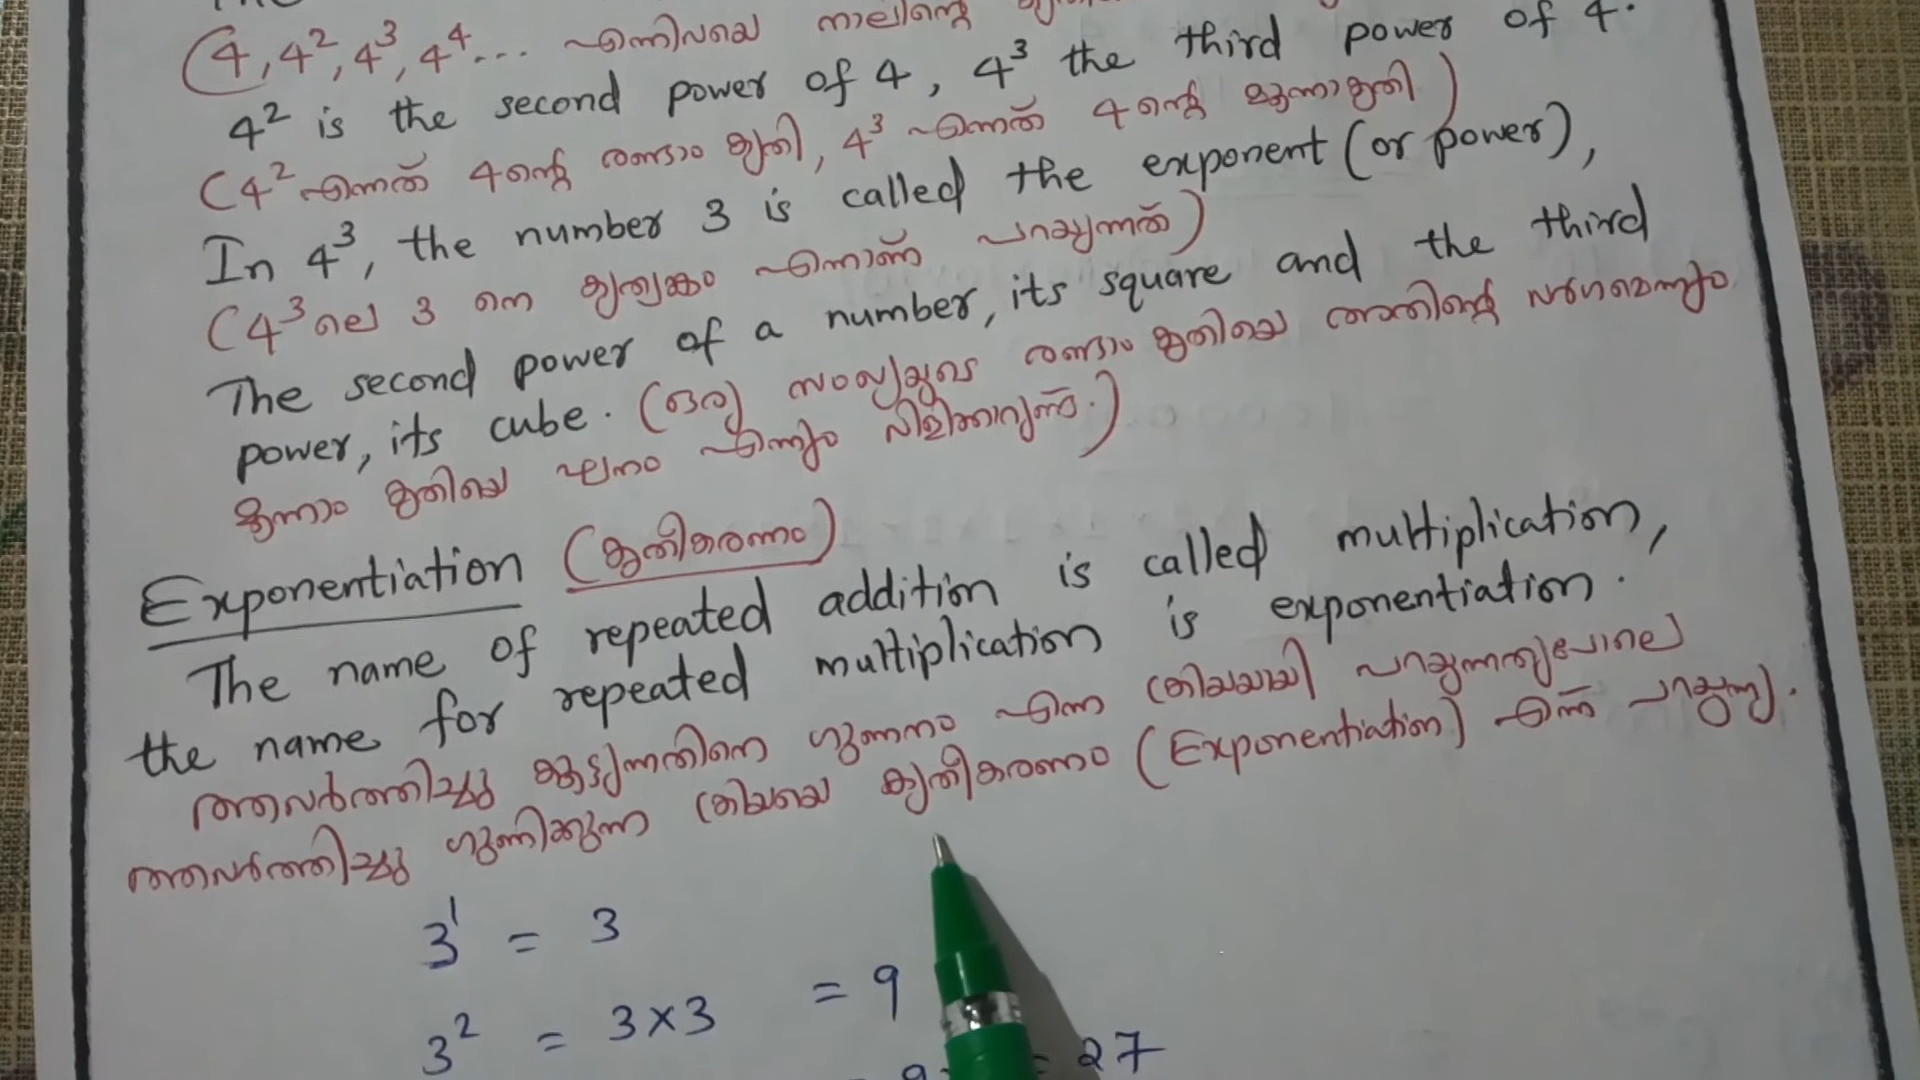 (4, 4², 4³, 4⁴... എന്നിവയെ നാലിന്റെ
4² is the second power of 4, 4³ the third power of 4.
(4² എന്നത് 4ന്റെ രണ്ടാം കൃതി, 4³ എന്നത് 4ന്റെ മൂന്നാംകൃതി)
In 4³, the number 3 is called the exponent (or power),
(4³ ലെ 3 നെ കൃത്യങ്കം എന്നാണ് പറയുന്നത്)
The second power of a number, its square and the third
power, its cube. (ഒരു സംഖ്യയുടെ രണ്ടാം കൃതിയെ അതിന്റെ വർഗമെന്നും
മൂന്നാം കൃതിയെ ഘനം എന്നും വിളിക്കാറുണ്ട്.)
Exponentiation (കൃതീകരണം)
The name of repeated addition is called multiplication,
the name for repeated multiplication is exponentiation.
ആവർത്തിച്ചു കൂട്ടുന്നതിനെ ഗുണനം എന്ന ക്രിയയായി പറയുന്നതുപോലെ
ആവർത്തിച്ചു ഗുണിക്കുന്ന ക്രിയയെ കൃതീകരണം (Exponentiation) എന്ന് പറയുന്നു.
3¹ = 3
3² = 3×3 = 9
= 27